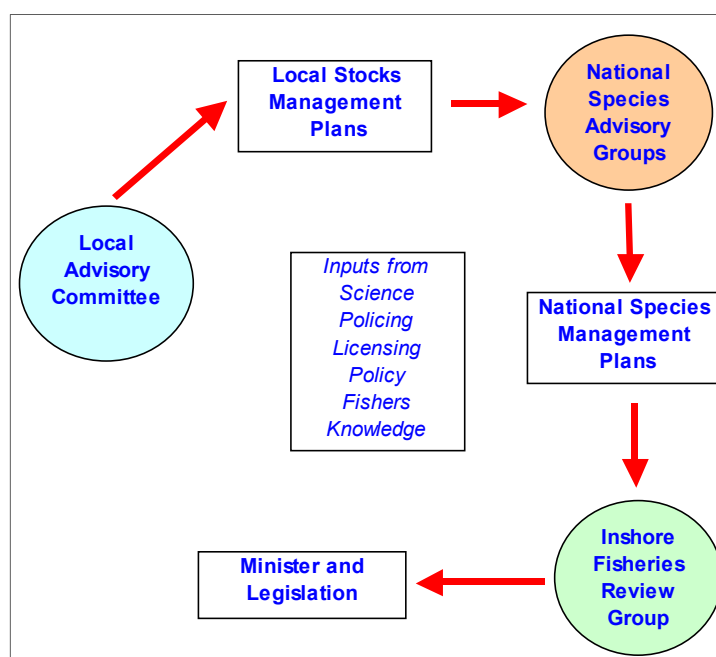 Local Stocks
Management
Plans
National
Species
Advisory
Groups
Local
Advisory
Committee
Inputs from
Science
Policing
Licensing
Policy
Fishers
Knowledge
National Species
Management
Plans
Inshore
Fisheries
Review
Group
Minister and
Legislation